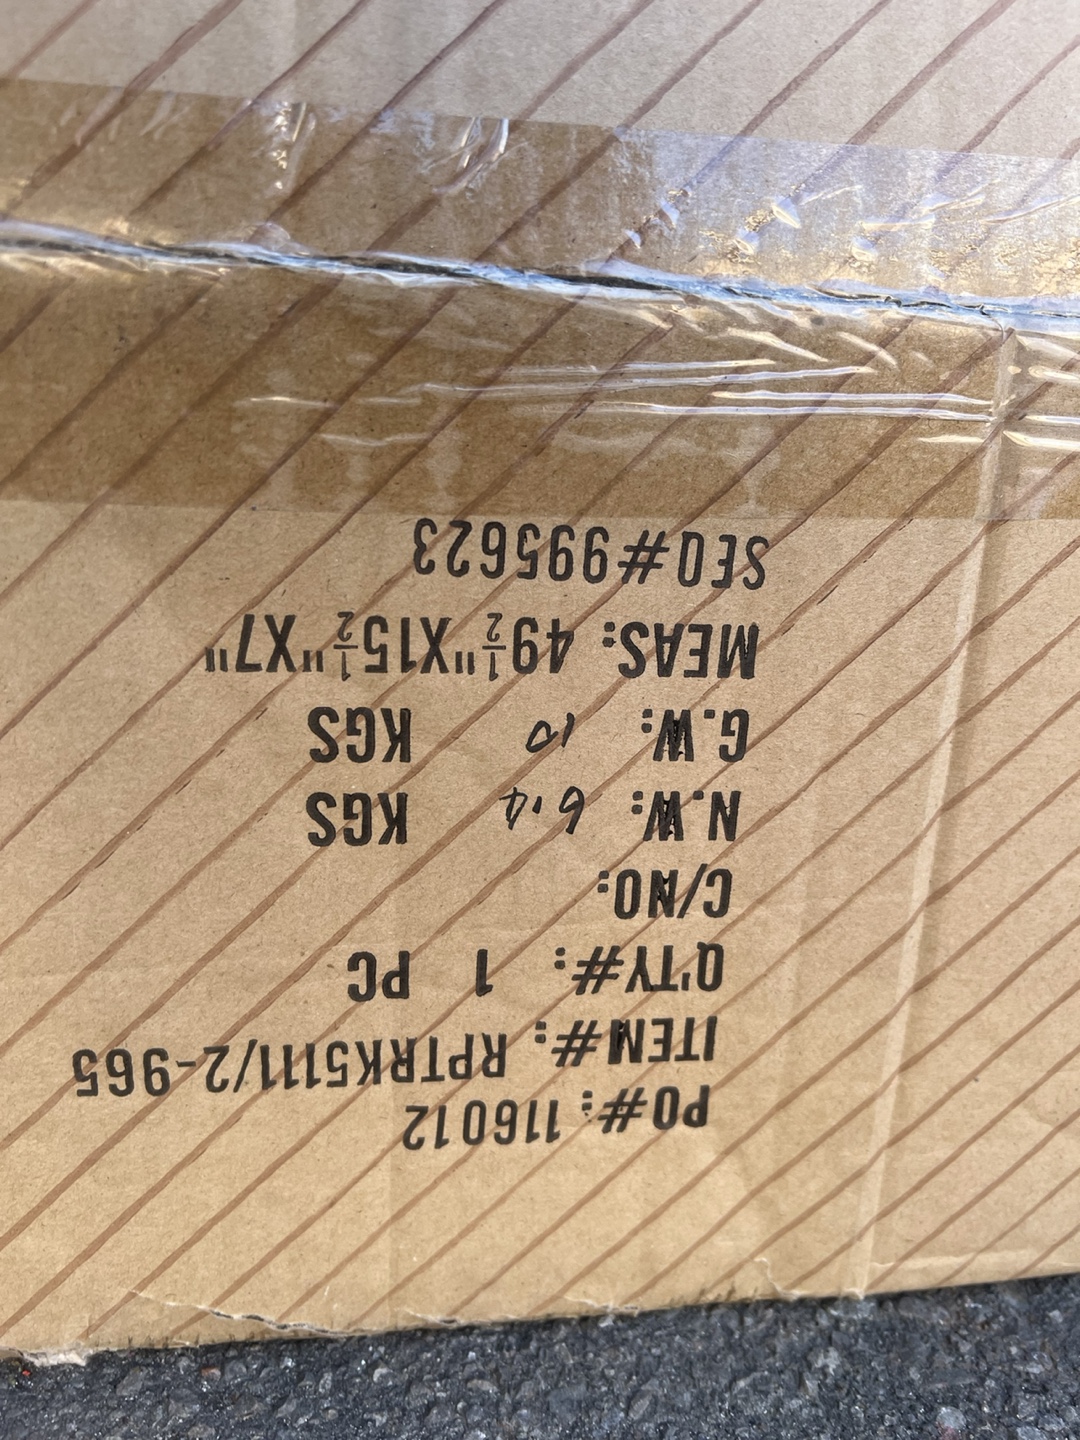 PO#: 116012
ITEM#: RPTRK5111/2-965
Q'TY#: 1 PC
C/NO:
N.W: 6.4 KGS
G.W: 10 KGS
MEAS: 49½"X15½"X7"
SEQ#995623